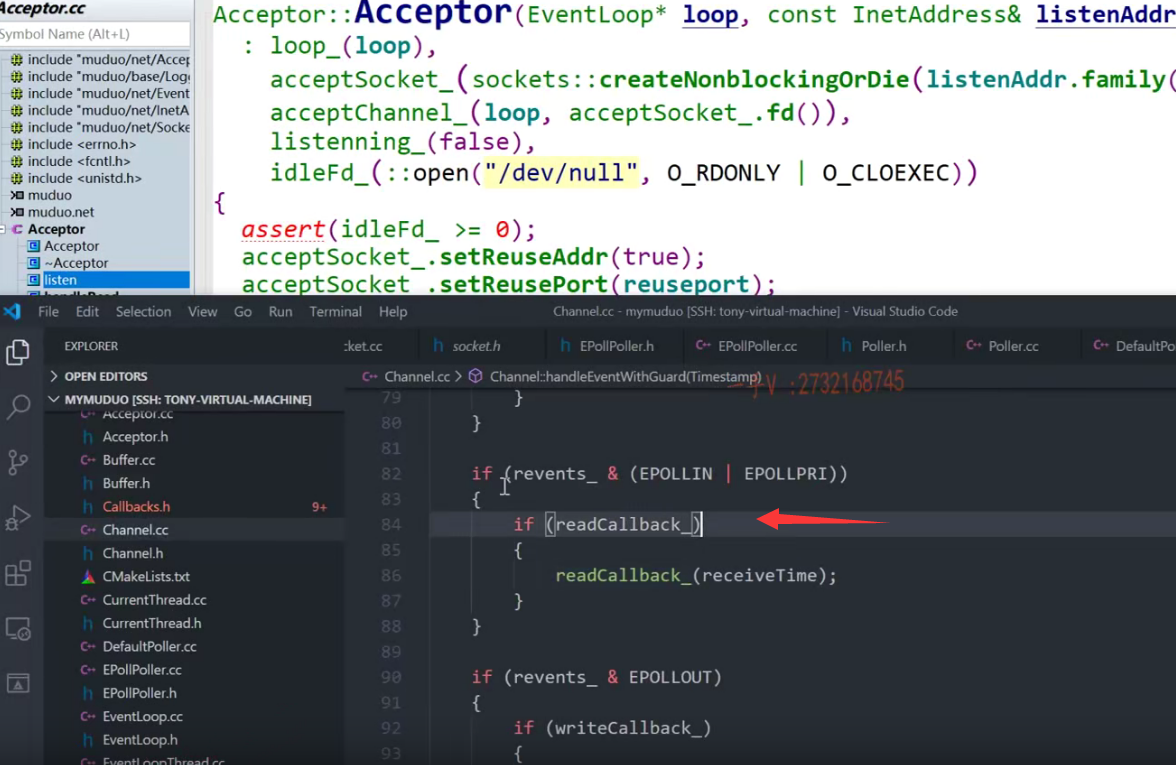 Acceptor.cc
Symbol Name (Alt+L)
include "muduo/net/Accep
include "muduo/base/Logg
include "muduo/net/Event
include "muduo/net/InetA
include "muduo/net/Socke
include <errno.h>
include <fcntl.h>
include <unistd.h>
muduo
muduo.net
Acceptor
Acceptor
~Acceptor
listen
Acceptor::Acceptor(EventLoop* loop, const InetAddress& listenAddr
: loop_(loop),
acceptSocket_(sockets::createNonblockingOrDie(listenAddr.family(
acceptChannel_(loop, acceptSocket_.fd()),
listenning_(false),
idleFd_(::open("/dev/null", O_RDONLY | O_CLOEXEC))
{
assert(idleFd_ >= 0);
acceptSocket_.setReuseAddr(true);
acceptSocket_.setReusePort(reuseport);
File Edit Selection View Go Run Terminal Help
Channel.cc - mymuduo [SSH: tony-virtual-machine] - Visual Studio Code
EXPLORER
:ket.cc socket.h EPollPoller.h EPollPoller.cc Poller.h Poller.cc DefaultPo
OPEN EDITORS
MYMUDUO [SSH: TONY-VIRTUAL-MACHINE]
Acceptor.cc
Acceptor.h
Buffer.cc
Buffer.h
Callbacks.h 9+
Channel.cc
Channel.h
CMakeLists.txt
CurrentThread.cc
CurrentThread.h
DefaultPoller.cc
EPollPoller.cc
EPollPoller.h
EventLoop.cc
EventLoop.h
EventLoopThread.cc
Channel.cc > Channel::handleEventWithGuard(Timestamp)
:2732168745
79 }
80 }
81
82 if (revents_ & (EPOLLIN | EPOLLPRI))
83 {
84 if (readCallback_)
85 {
86 readCallback_(receiveTime);
87 }
88 }
89
90 if (revents_ & EPOLLOUT)
91 {
92 if (writeCallback_)
93 {